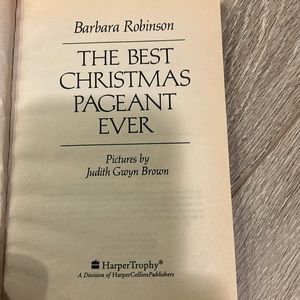 Barbara Robinson
THE BEST
CHRISTMAS
PAGEANT
EVER
Pictures by
Judith Gwyn Brown
HarperTrophy®
A Division of HarperCollinsPublishers